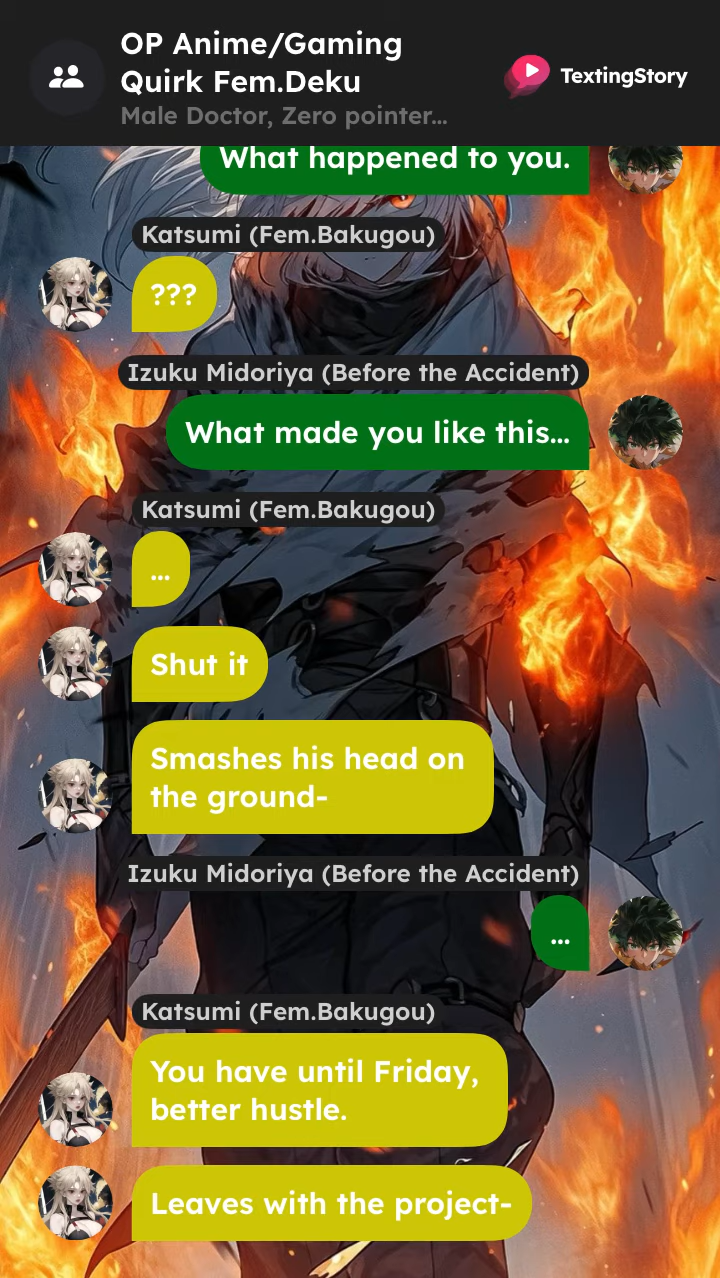 OP Anime/Gaming
Quirk Fem.Deku
Male Doctor, Zero pointer...
TextingStory
What happened to you.
Katsumi (Fem.Bakugou)
???
Izuku Midoriya (Before the Accident)
What made you like this...
Katsumi (Fem.Bakugou)
...
Shut it
Smashes his head on
the ground-
Izuku Midoriya (Before the Accident)
...
Katsumi (Fem.Bakugou)
You have until Friday,
better hustle.
Leaves with the project-